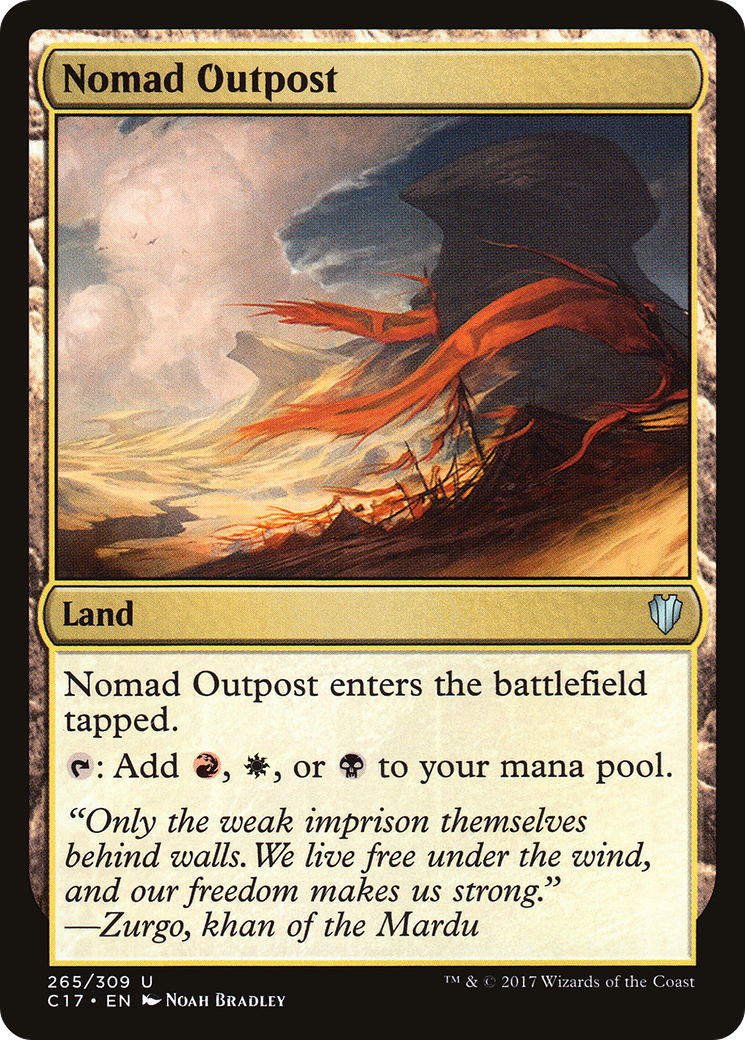 Nomad Outpost
Land
Nomad Outpost enters the battlefield
tapped.
: Add , , or to your mana pool.
“Only the weak imprison themselves
behind walls. We live free under the wind,
and our freedom makes us strong.”
—Zurgo, khan of the Mardu
265/309 U
™ & © 2017 Wizards of the Coast
C17 • EN Noah Bradley